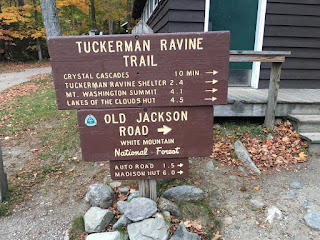 TUCKERMAN RAVINE
TRAIL
CRYSTAL CASCADES 10 MIN. →
TUCKERMAN RAVINE SHELTER 2.4 →
MT. WASHINGTON SUMMIT 4.1 →
LAKES OF THE CLOUDS HUT 4.5 →
OLD JACKSON
ROAD →
WHITE MOUNTAIN
National - Forest
AUTO ROAD 1.5 →
MADISON HUT 6.0 →